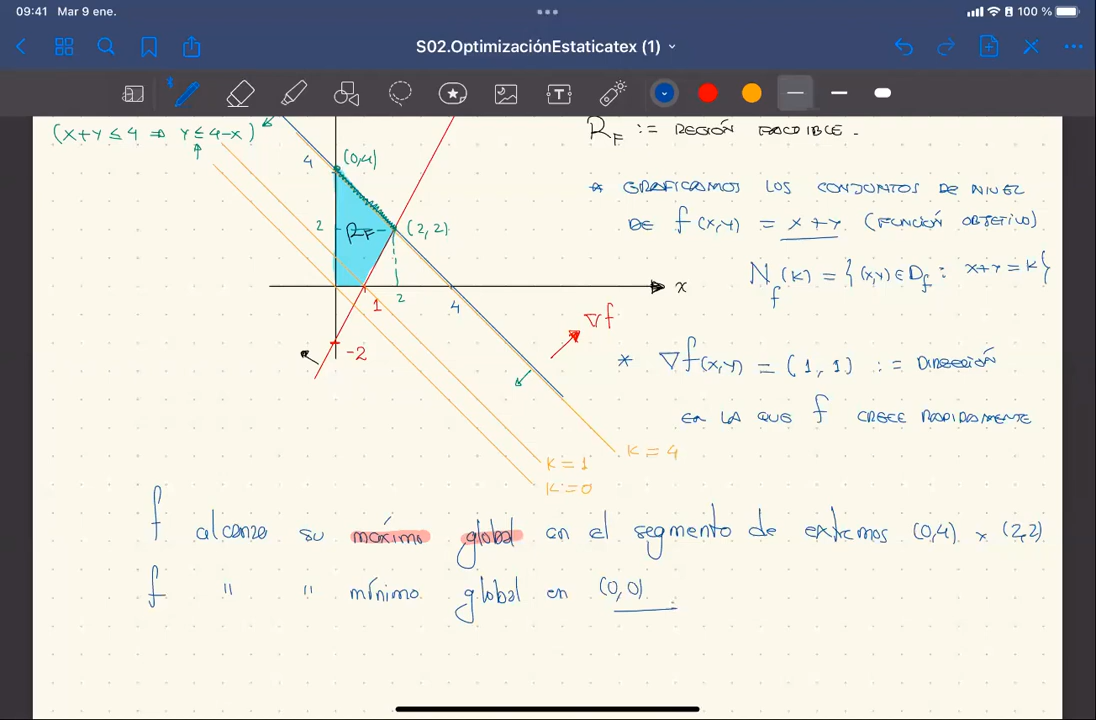 09:41 Mar 9 ene.
100 %
S02.OptimizaciónEstaticatex (1)
(x+y ≤ 4 ⇒ y ≤ 4-x)
4
(0,4)
2
R_F
(2,2)
2
1
4
x
-2
∇f
K = 4
K = 1
K = 0
R_F := REGIÓN FACTIBLE.
* GRAFICAMOS LOS CONJUNTOS DE NIVEL
DE f(x,y) = x + y (FUNCIÓN OBJETIVO)
N_f(K) = {(x,y) ∈ D_f : x+y = K}
* ∇f(x,y) = (1,1) := DIRECCIÓN
EN LA QUE f CRECE RAPIDAMENTE
f alcanza su máximo global en el segmento de extremos (0,4) y (2,2)
f " " mínimo global en (0,0).